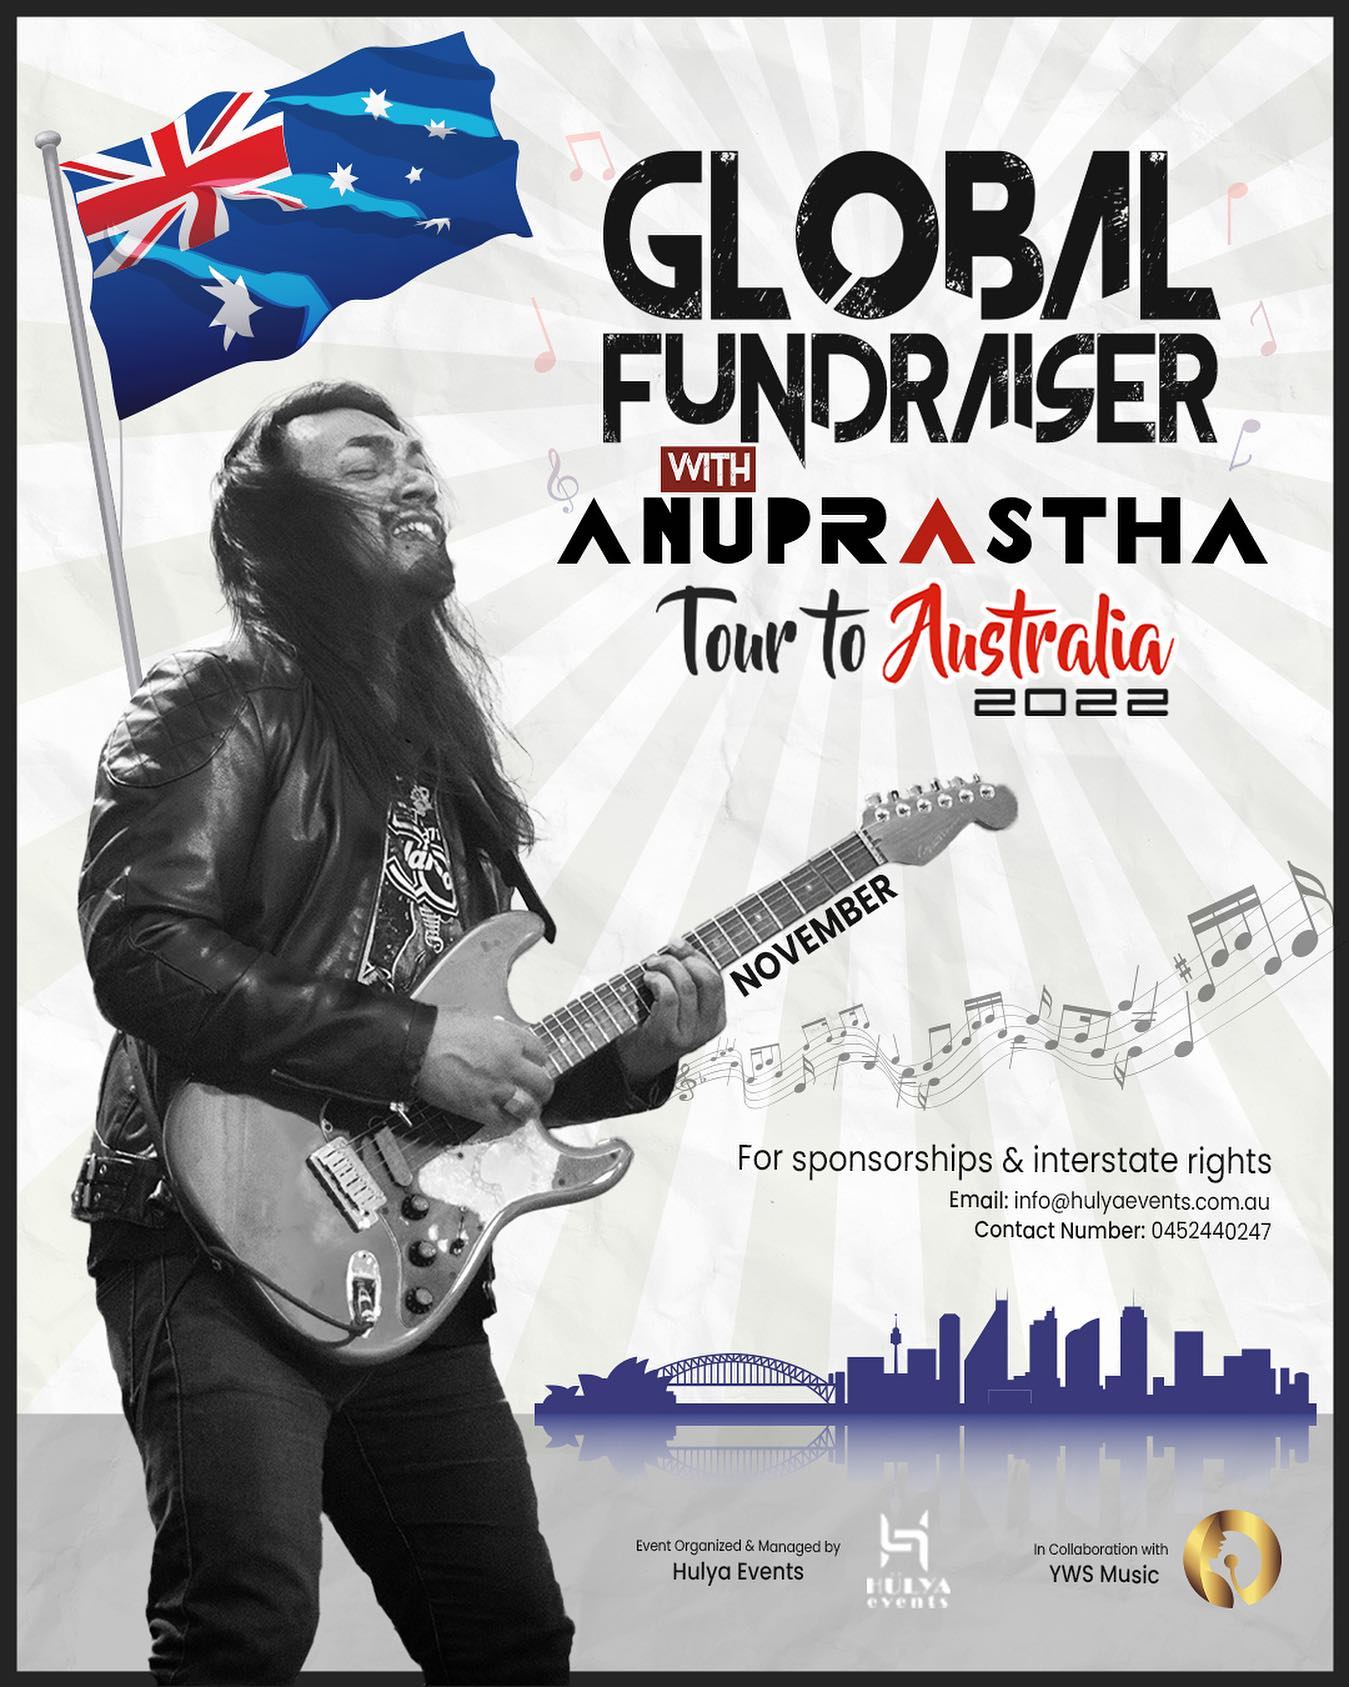 GLOBAL
FUNDRAISER
WITH
ANUPRASTHA
Tour to Australia
2022
NOVEMBER
For sponsorships & interstate rights
Email: info@hulyaevents.com.au
Contact Number: 0452440247
Event Organized & Managed by
Hulya Events
HÜLYA
events
In Collaboration with
YWS Music